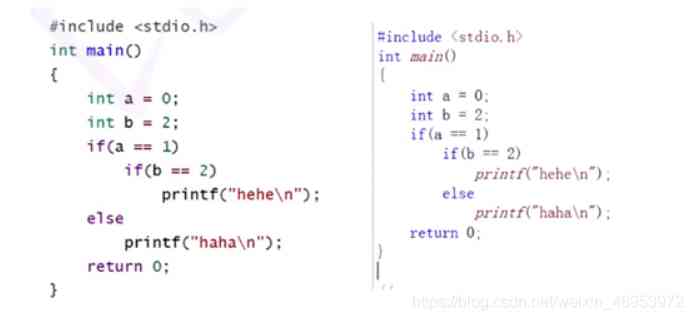 #include <stdio.h>
int main()
{
    int a = 0;
    int b = 2;
    if(a == 1)
        if(b == 2)
            printf("hehe\n");
    else
        printf("haha\n");
    return 0;
}
#include <stdio.h>
int main()
{
    int a = 0;
    int b = 2;
    if(a == 1)
        if(b == 2)
            printf("hehe\n");
        else
            printf("haha\n");
    return 0;
}
https://blog.csdn.net/weixin_46953972